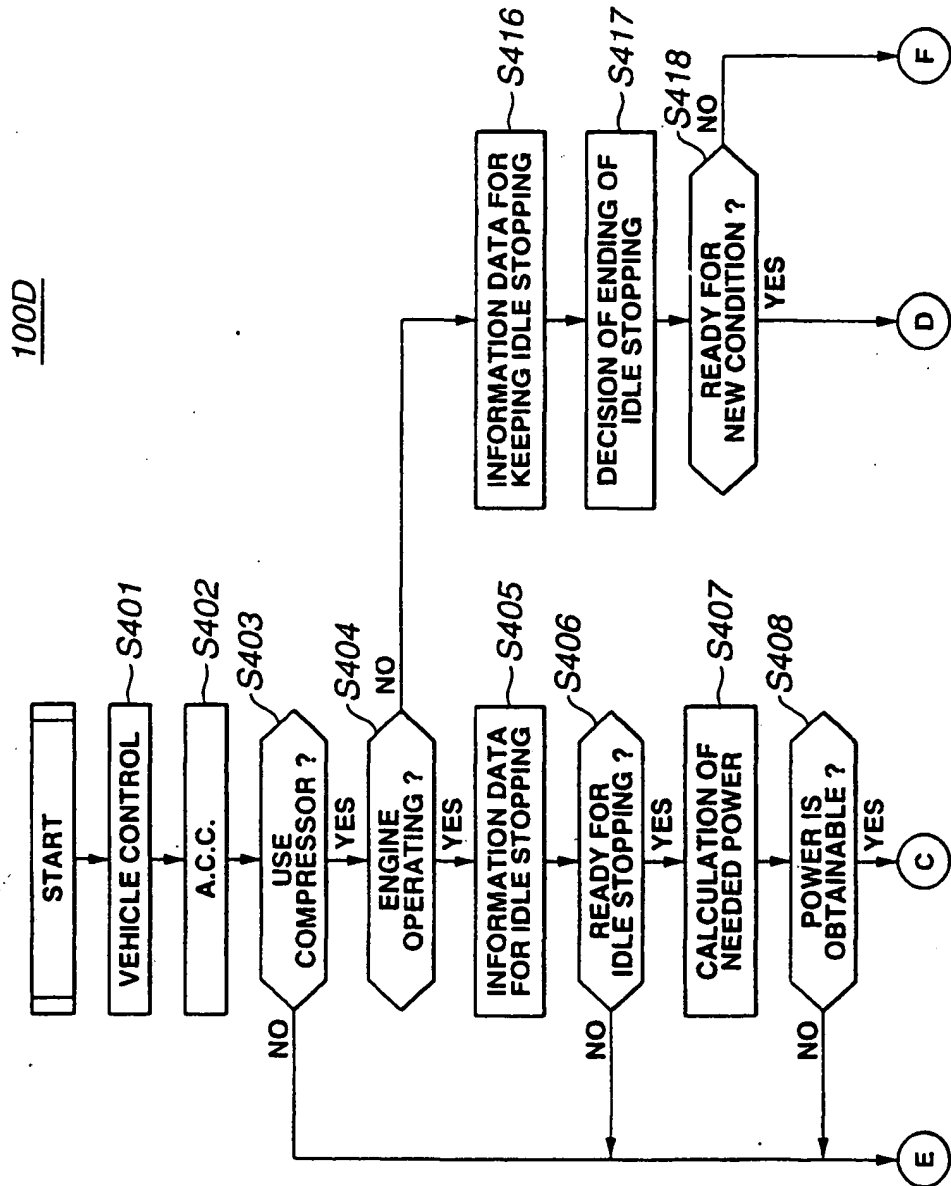 100D
START
VEHICLE CONTROL
S401
A.C.C.
S402
USE
COMPRESSOR ?
S403
NO
YES
ENGINE
OPERATING ?
S404
NO
YES
INFORMATION DATA
FOR IDLE STOPPING
S405
READY FOR
IDLE STOPPING ?
S406
NO
YES
CALCULATION OF
NEEDED POWER
S407
POWER IS
OBTAINABLE ?
S408
NO
YES
INFORMATION DATA FOR
KEEPING IDLE STOPPING
S416
DECISION OF ENDING OF
IDLE STOPPING
S417
READY FOR
NEW CONDITION ?
S418
NO
YES
E
C
D
F